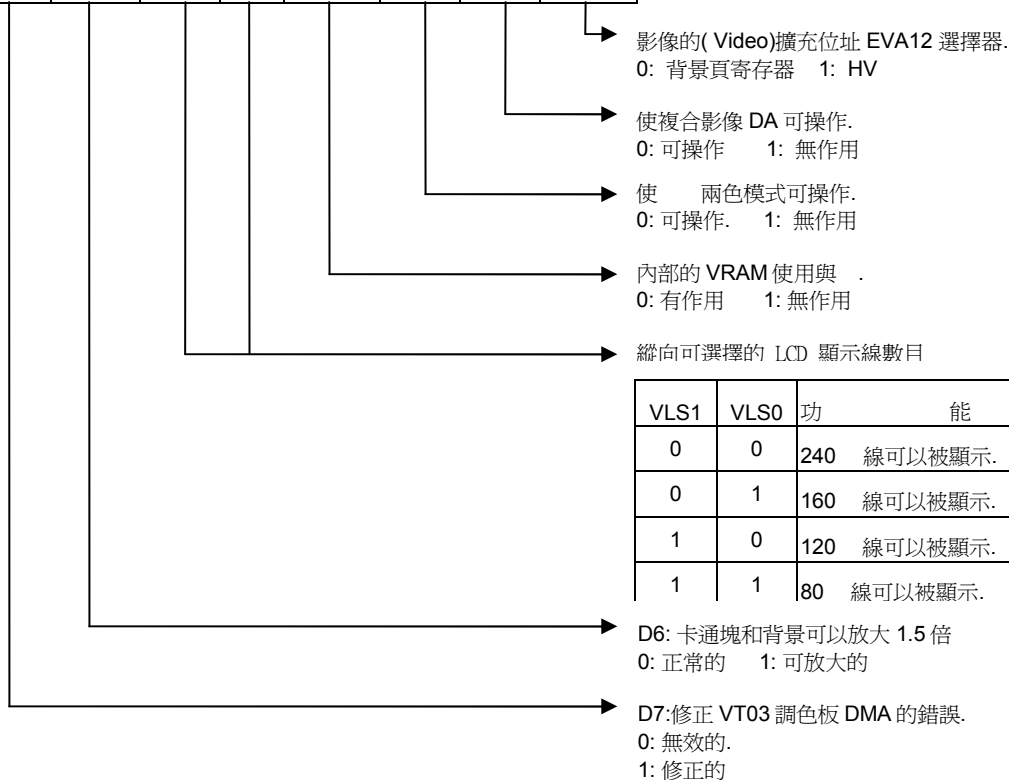 影像的( Video)擴充位址 EVA12 選擇器.
0: 背景頁寄存器 1: HV
使複合影像 DA 可操作.
0: 可操作 1: 無作用
使 兩色模式可操作.
0: 可操作. 1: 無作用
內部的 VRAM 使用與 .
0: 有作用 1: 無作用
縱向可選擇的 LCD 顯示線數目
VLS1 VLS0 功 能
0 0 240 線可以被顯示.
0 1 160 線可以被顯示.
1 0 120 線可以被顯示.
1 1 80 線可以被顯示.
D6: 卡通塊和背景可以放大 1.5 倍
0: 正常的 1: 可放大的
D7:修正 VT03 調色板 DMA 的錯誤.
0: 無效的.
1: 修正的